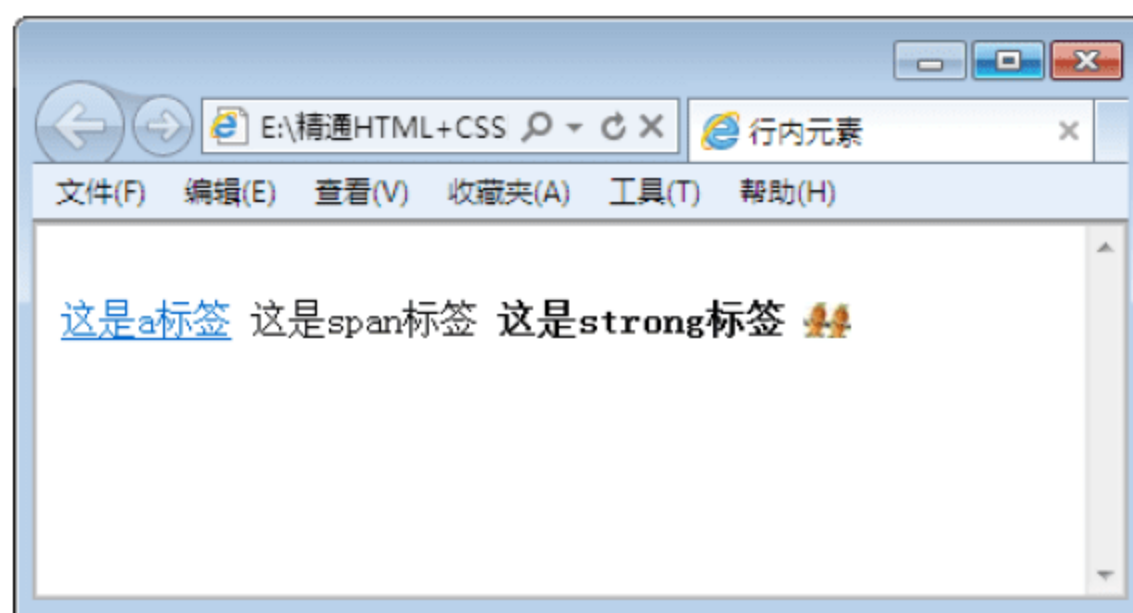 E:\精通HTML+CSS 行内元素
文件(F) 编辑(E) 查看(V) 收藏夹(A) 工具(T) 帮助(H)
这是a标签 这是span标签 这是strong标签